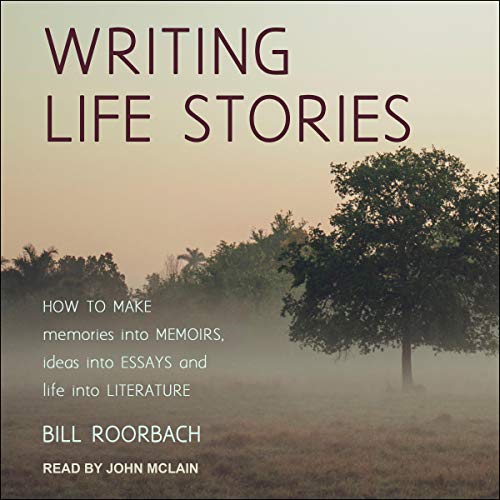 WRITING
LIFE STORIES
HOW TO MAKE
memories into MEMOIRS,
ideas into ESSAYS and
life into LITERATURE
BILL ROORBACH
READ BY JOHN MCLAIN